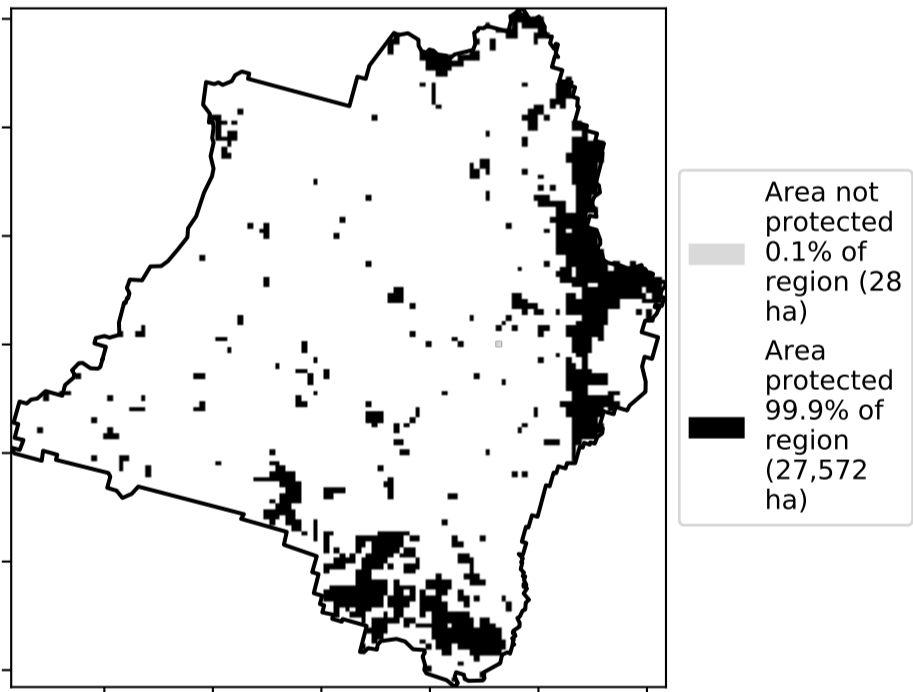 Area not
protected
0.1% of
region (28
ha)
Area
protected
99.9% of
region
(27,572
ha)